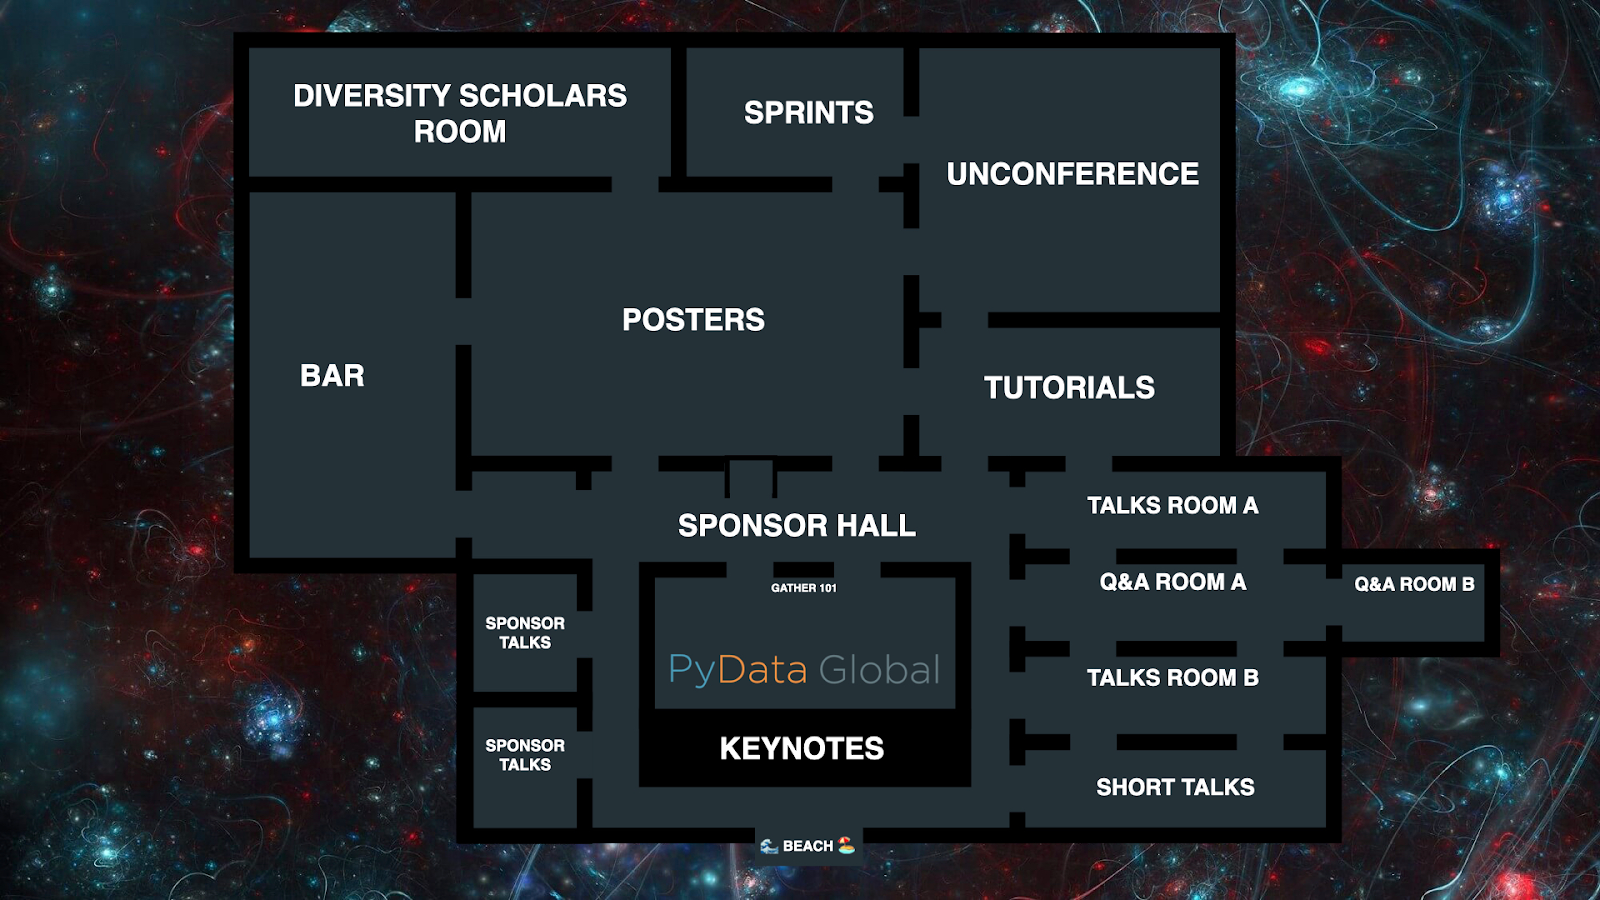 DIVERSITY SCHOLARS
ROOM
SPRINTS
UNCONFERENCE
POSTERS
BAR
TUTORIALS
TALKS ROOM A
SPONSOR HALL
Q&A ROOM A
Q&A ROOM B
GATHER 101
SPONSOR
TALKS
PyData Global
TALKS ROOM B
KEYNOTES
SPONSOR
TALKS
SHORT TALKS
🌊 BEACH 🏖️